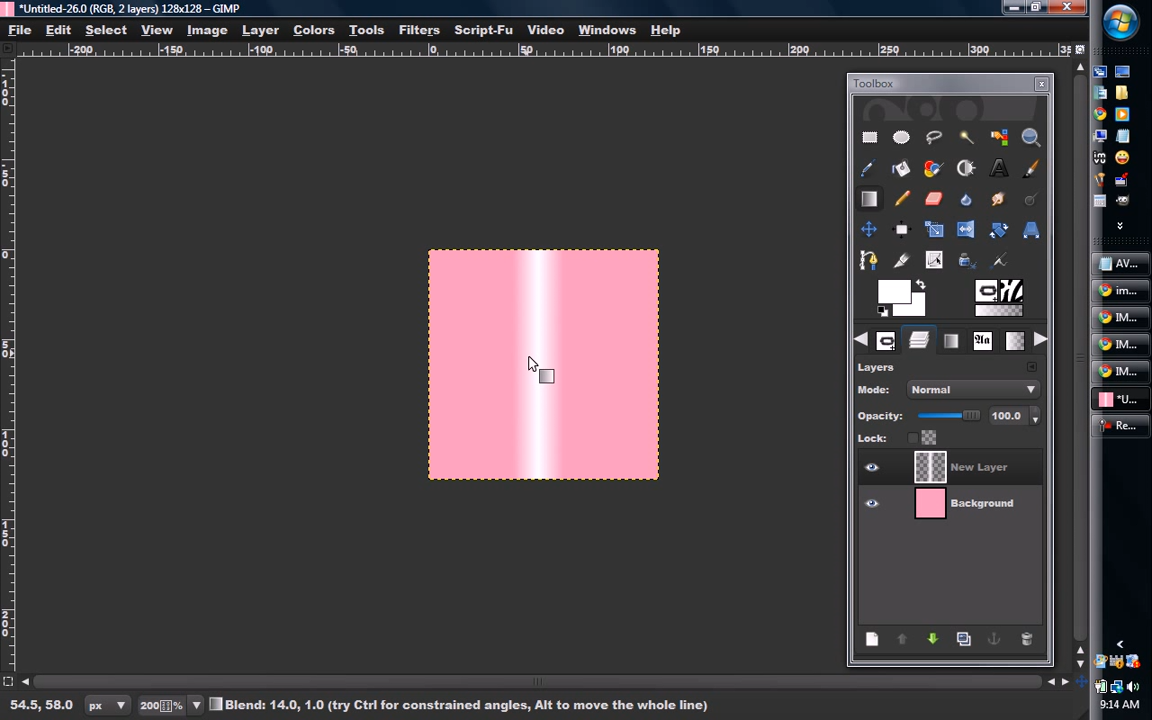 *Untitled-26.0 (RGB, 2 layers) 128x128 – GIMP
File Edit Select View Image Layer Colors Tools Filters Script-Fu Video Windows Help
-200 -150 -100 -50 0 50 100 150 200 250 300
Toolbox
Layers
Mode: Normal
Opacity: 100.0
Lock:
New Layer
Background
AV...
im...
IM...
IM...
IM...
*U...
Re...
54.5, 58.0 px 200% Blend: 14.0, 1.0 (try Ctrl for constrained angles, Alt to move the whole line)
9:14 AM